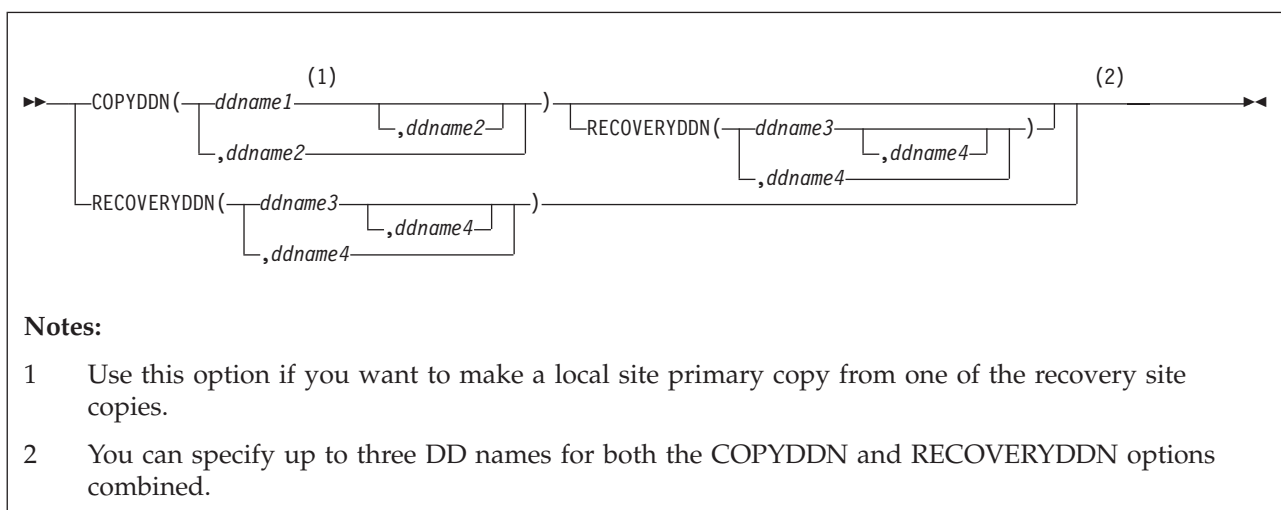 (1) (2)
COPYDDN( ddname1 )
,ddname2 RECOVERYDDN( ddname3 )
,ddname2 ,ddname4
,ddname4
RECOVERYDDN( ddname3 )
,ddname4
,ddname4
Notes:
1 Use this option if you want to make a local site primary copy from one of the recovery site
copies.
2 You can specify up to three DD names for both the COPYDDN and RECOVERYDDN options
combined.